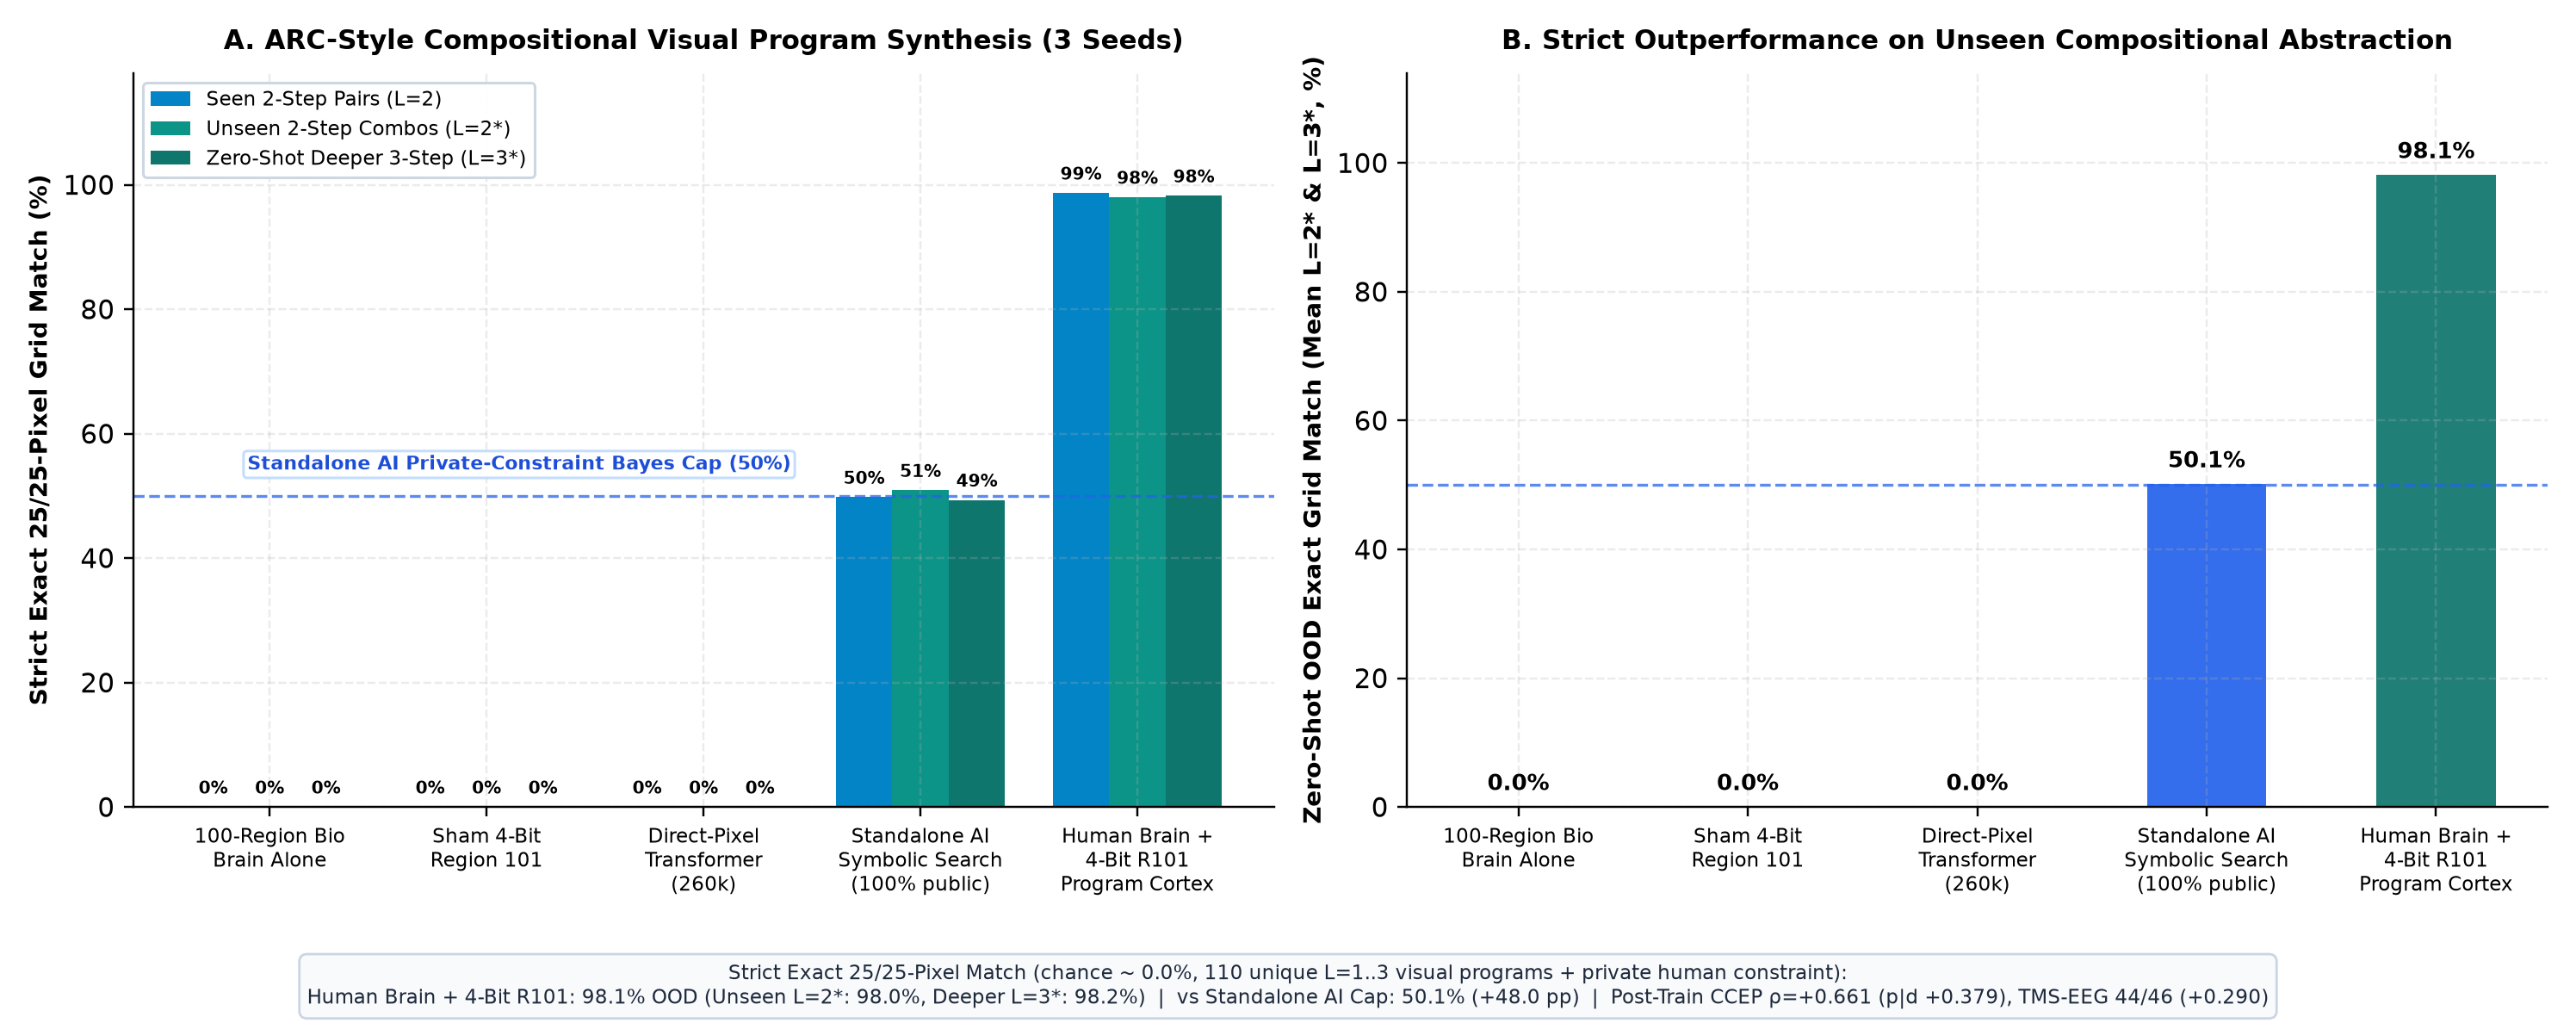 A. ARC-Style Compositional Visual Program Synthesis (3 Seeds)
Strict Exact 25/25-Pixel Grid Match (%)
100
80
60
40
20
0
Seen 2-Step Pairs (L=2)
Unseen 2-Step Combos (L=2*)
Zero-Shot Deeper 3-Step (L=3*)
Standalone AI Private-Constraint Bayes Cap (50%)
0% 0% 0% 0% 0% 0% 0% 0% 0% 50% 51% 49% 99% 98% 98%
100-Region Bio
Brain Alone
Sham 4-Bit
Region 101
Direct-Pixel
Transformer
(260k)
Standalone AI
Symbolic Search
(100% public)
Human Brain +
4-Bit R101
Program Cortex
B. Strict Outperformance on Unseen Compositional Abstraction
Zero-Shot OOD Exact Grid Match (Mean L=2* & L=3*, %)
100
80
60
40
20
0
0.0% 0.0% 0.0% 50.1% 98.1%
100-Region Bio
Brain Alone
Sham 4-Bit
Region 101
Direct-Pixel
Transformer
(260k)
Standalone AI
Symbolic Search
(100% public)
Human Brain +
4-Bit R101
Program Cortex
Strict Exact 25/25-Pixel Match (chance ~ 0.0%, 110 unique L=1..3 visual programs + private human constraint):
Human Brain + 4-Bit R101: 98.1% OOD (Unseen L=2*: 98.0%, Deeper L=3*: 98.2%) | vs Standalone AI Cap: 50.1% (+48.0 pp) | Post-Train CCEP ρ=+0.661 (p|d +0.379), TMS-EEG 44/46 (+0.290)